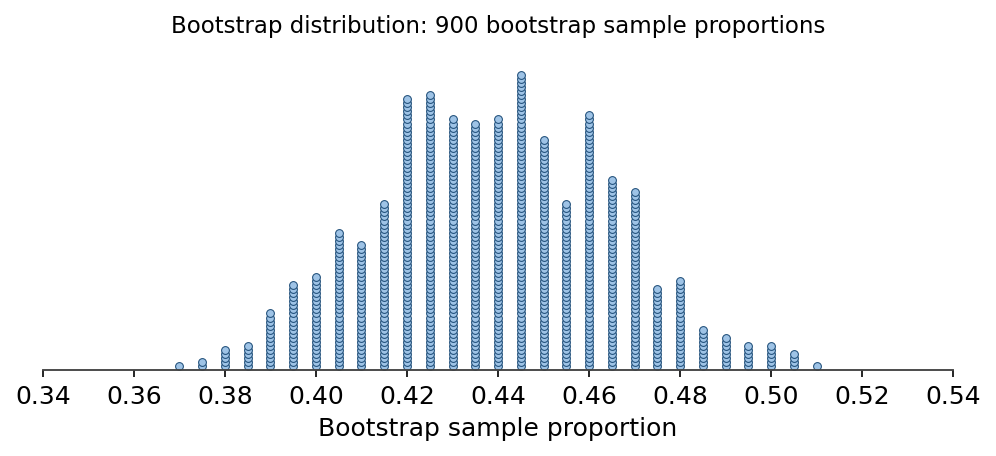 Bootstrap distribution: 900 bootstrap sample proportions
0.34 0.36 0.38 0.40 0.42 0.44 0.46 0.48 0.50 0.52 0.54
Bootstrap sample proportion